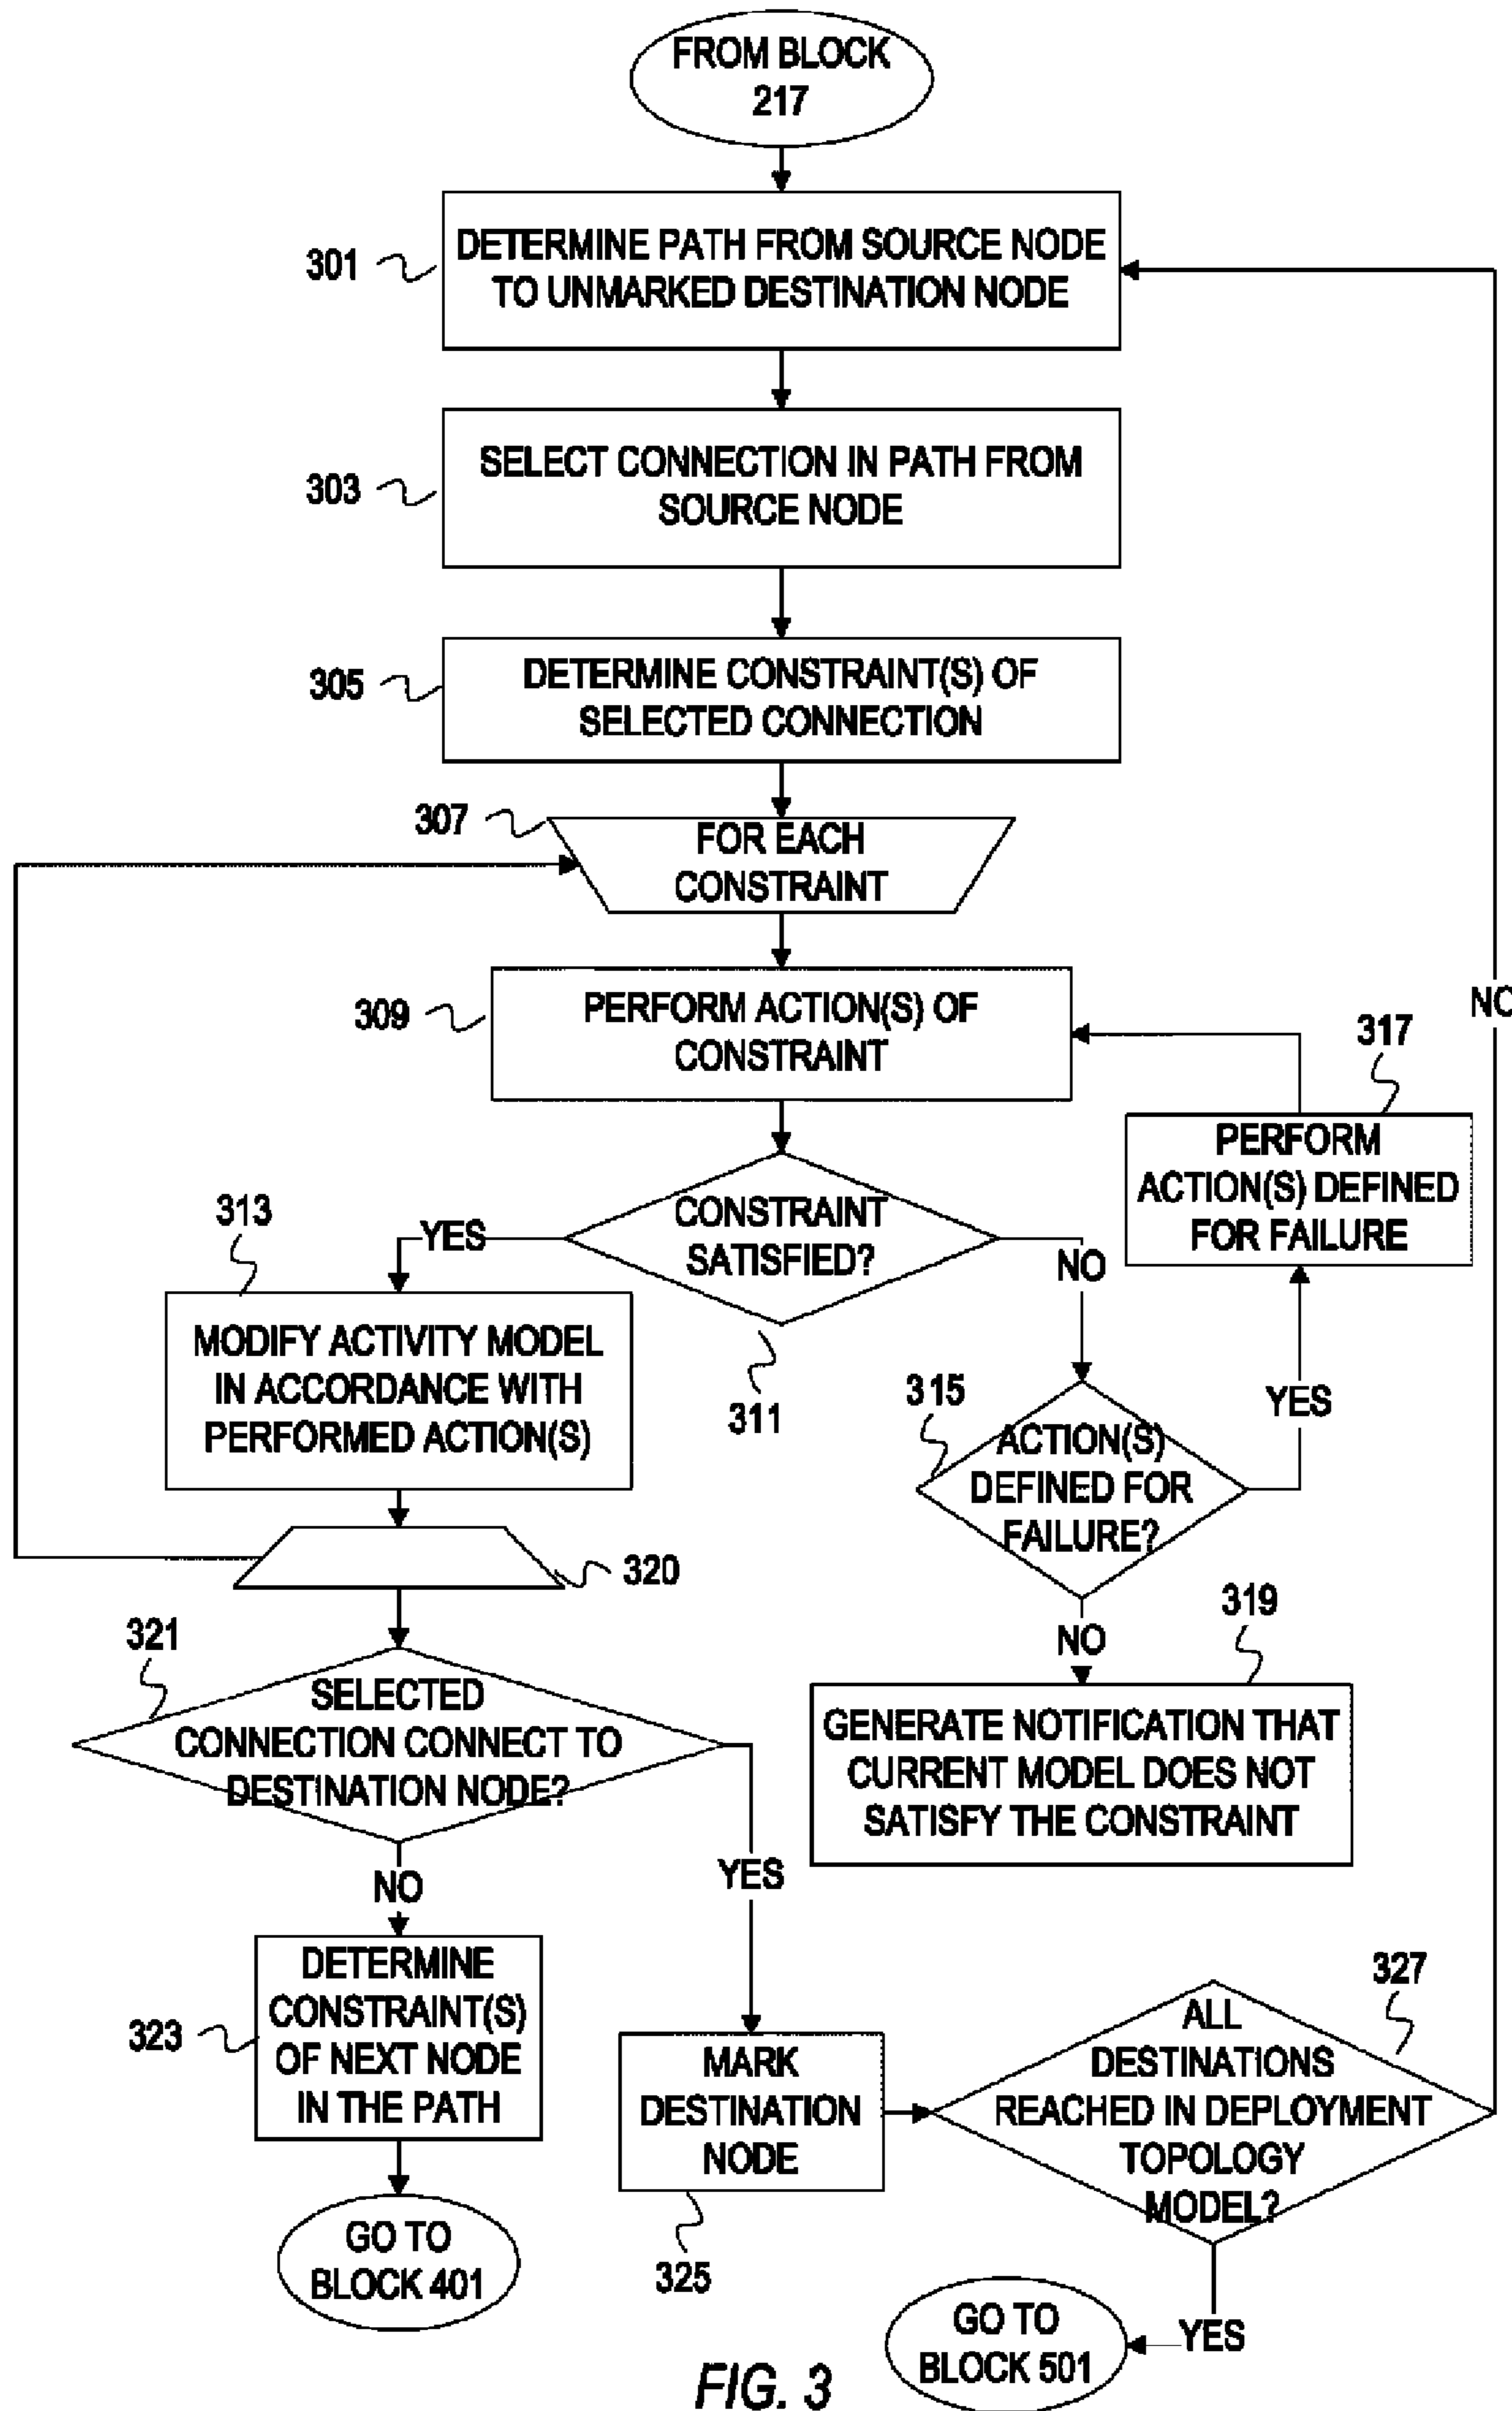 FROM BLOCK
217
301
DETERMINE PATH FROM SOURCE NODE
TO UNMARKED DESTINATION NODE
303
SELECT CONNECTION IN PATH FROM
SOURCE NODE
305
DETERMINE CONSTRAINT(S) OF
SELECTED CONNECTION
307
FOR EACH
CONSTRAINT
309
PERFORM ACTION(S) OF
CONSTRAINT
NO
317
PERFORM
ACTION(S) DEFINED
FOR FAILURE
313
YES
CONSTRAINT
SATISFIED?
NO
311
MODIFY ACTIVITY MODEL
IN ACCORDANCE WITH
PERFORMED ACTION(S)
315
YES
ACTION(S)
DEFINED FOR
FAILURE?
320
NO
319
GENERATE NOTIFICATION THAT
CURRENT MODEL DOES NOT
SATISFY THE CONSTRAINT
321
SELECTED
CONNECTION CONNECT TO
DESTINATION NODE?
NO
YES
323
DETERMINE
CONSTRAINT(S)
OF NEXT NODE
IN THE PATH
GO TO
BLOCK 401
MARK
DESTINATION
NODE
325
327
ALL
DESTINATIONS
REACHED IN DEPLOYMENT
TOPOLOGY
MODEL?
YES
GO TO
BLOCK 501
FIG. 3